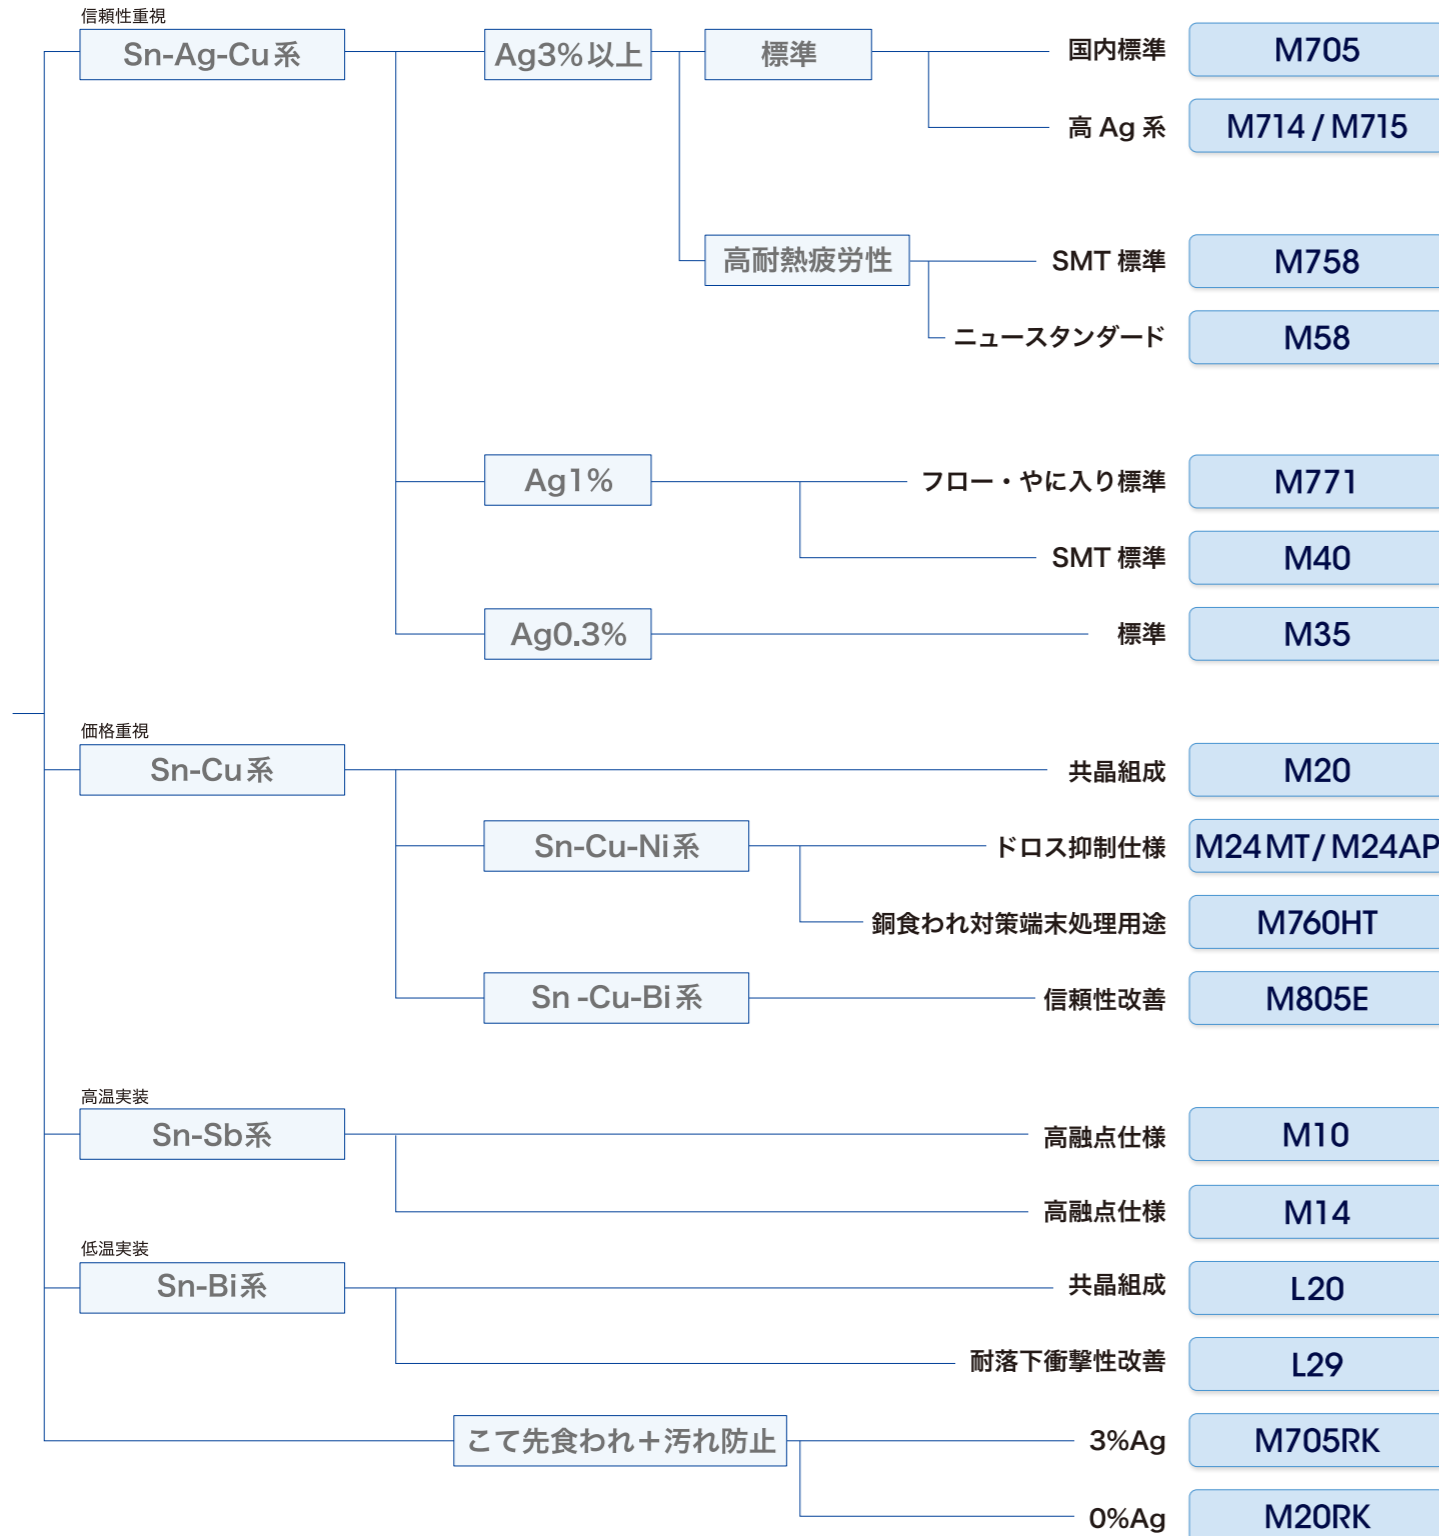 信頼性重視
Sn-Ag-Cu系
Ag3%以上
標準
国内標準
M705
高 Ag 系
M714 / M715
高耐熱疲労性
SMT 標準
M758
ニュースタンダード
M58
Ag1%
フロー・やに入り標準
M771
SMT 標準
M40
Ag0.3%
標準
M35
価格重視
Sn-Cu系
共晶組成
M20
Sn-Cu-Ni系
ドロス抑制仕様
M24MT/ M24AP
銅食われ対策端末処理用途
M760HT
Sn -Cu-Bi系
信頼性改善
M805E
高温実装
Sn-Sb系
高融点仕様
M10
高融点仕様
M14
低温実装
Sn-Bi系
共晶組成
L20
耐落下衝撃性改善
L29
こて先食われ＋汚れ防止
3%Ag
M705RK
0%Ag
M20RK